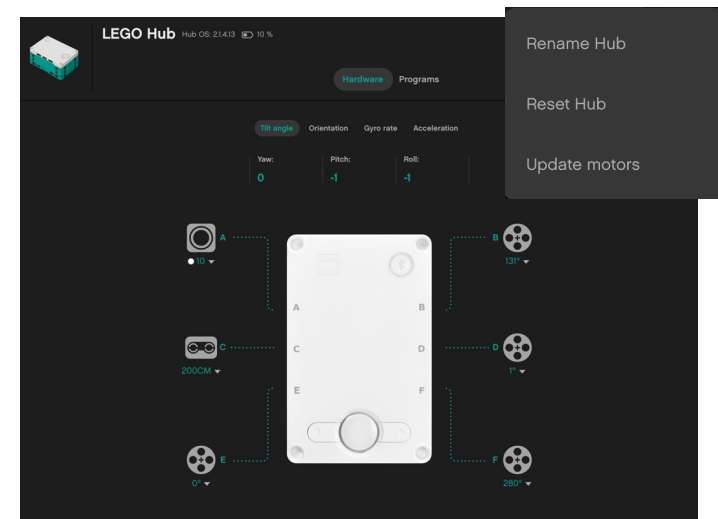 LEGO Hub Hub OS: 2.1.4.13 10 %
Rename Hub
Reset Hub
Update motors
Hardware Programs
Tilt angle Orientation Gyro rate Acceleration
Yaw: Pitch: Roll:
0 -1 -1
A
10
B
131°
A B
C
200CM
C D
D
1°
E F
E
0°
F
280°